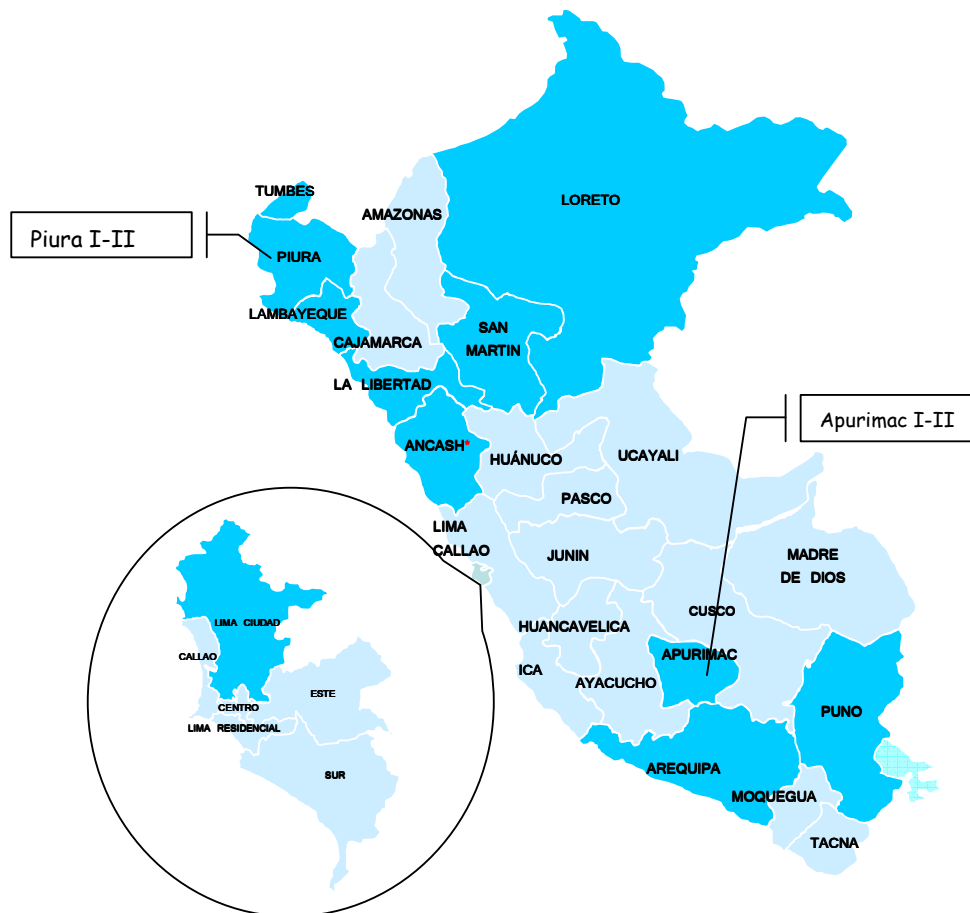 TUMBES
LORETO
AMAZONAS
Piura I-II
PIURA
LAMBAYEQUE
SAN
MARTIN
CAJAMARCA
LA LIBERTAD
Apurimac I-II
ANCASH*
HUÁNUCO
UCAYALI
PASCO
LIMA
CALLAO
JUNIN
MADRE
DE DIOS
CUSCO
HUANCAVELICA
APURIMAC
ICA
AYACUCHO
PUNO
AREQUIPA
MOQUEGUA
TACNA
LIMA CIUDAD
CALLAO
ESTE
CENTRO
LIMA RESIDENCIAL
SUR